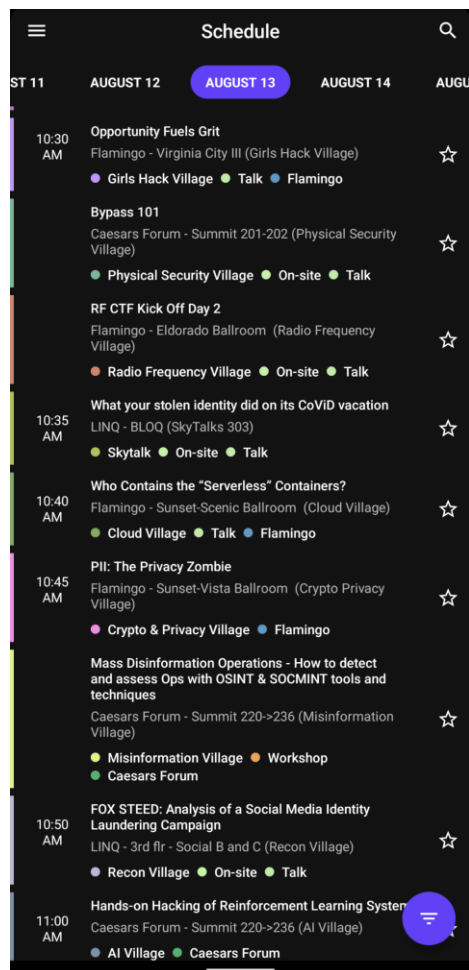 Schedule
ST 11
AUGUST 12
AUGUST 13
AUGUST 14
AUGU
10:30
AM
Opportunity Fuels Grit
Flamingo - Virginia City III (Girls Hack Village)
Girls Hack Village Talk Flamingo
Bypass 101
Caesars Forum - Summit 201-202 (Physical Security
Village)
Physical Security Village On-site Talk
RF CTF Kick Off Day 2
Flamingo - Eldorado Ballroom (Radio Frequency
Village)
Radio Frequency Village On-site Talk
10:35
AM
What your stolen identity did on its CoViD vacation
LINQ - BLOQ (SkyTalks 303)
Skytalk On-site Talk
10:40
AM
Who Contains the “Serverless” Containers?
Flamingo - Sunset-Scenic Ballroom (Cloud Village)
Cloud Village Talk Flamingo
10:45
AM
PII: The Privacy Zombie
Flamingo - Sunset-Vista Ballroom (Crypto Privacy
Village)
Crypto & Privacy Village Flamingo
Mass Disinformation Operations - How to detect
and assess Ops with OSINT & SOCMINT tools and
techniques
Caesars Forum - Summit 220->236 (Misinformation
Village)
Misinformation Village Workshop
Caesars Forum
10:50
AM
FOX STEED: Analysis of a Social Media Identity
Laundering Campaign
LINQ - 3rd flr - Social B and C (Recon Village)
Recon Village On-site Talk
11:00
AM
Hands-on Hacking of Reinforcement Learning System
Caesars Forum - Summit 220->236 (AI Village)
AI Village Caesars Forum